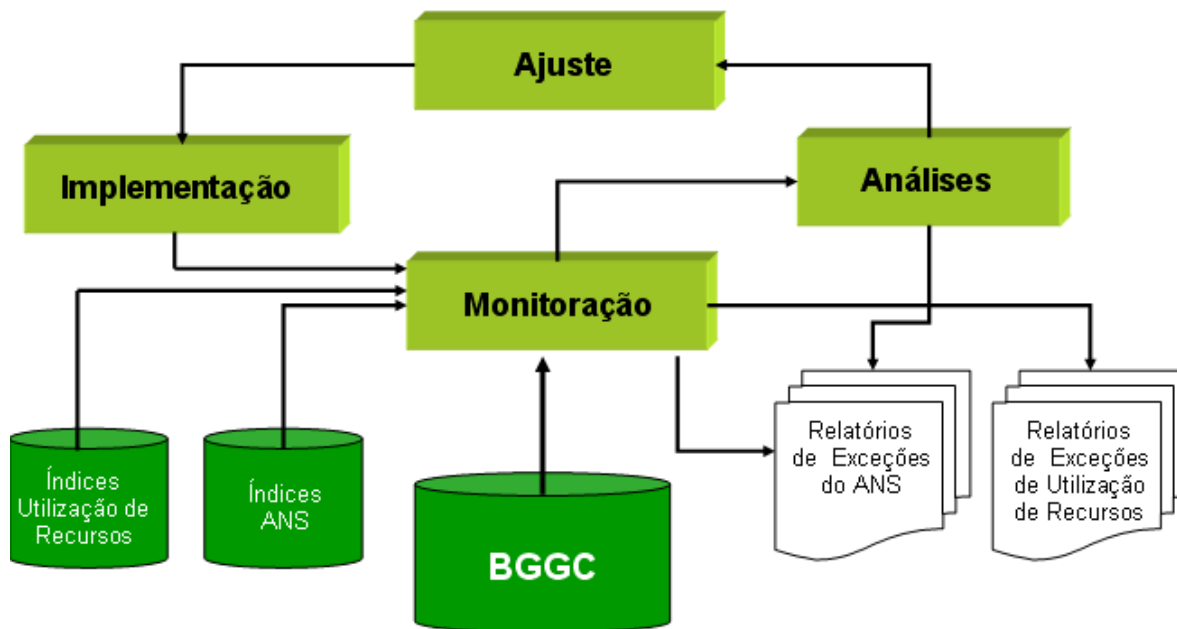 Ajuste
Implementação
Análises
Monitoração
Índices
Utilização de
Recursos
Índices
ANS
BGGC
Relatórios
de Exceções
do ANS
Relatórios
de Exceções
de Utilização
de Recursos